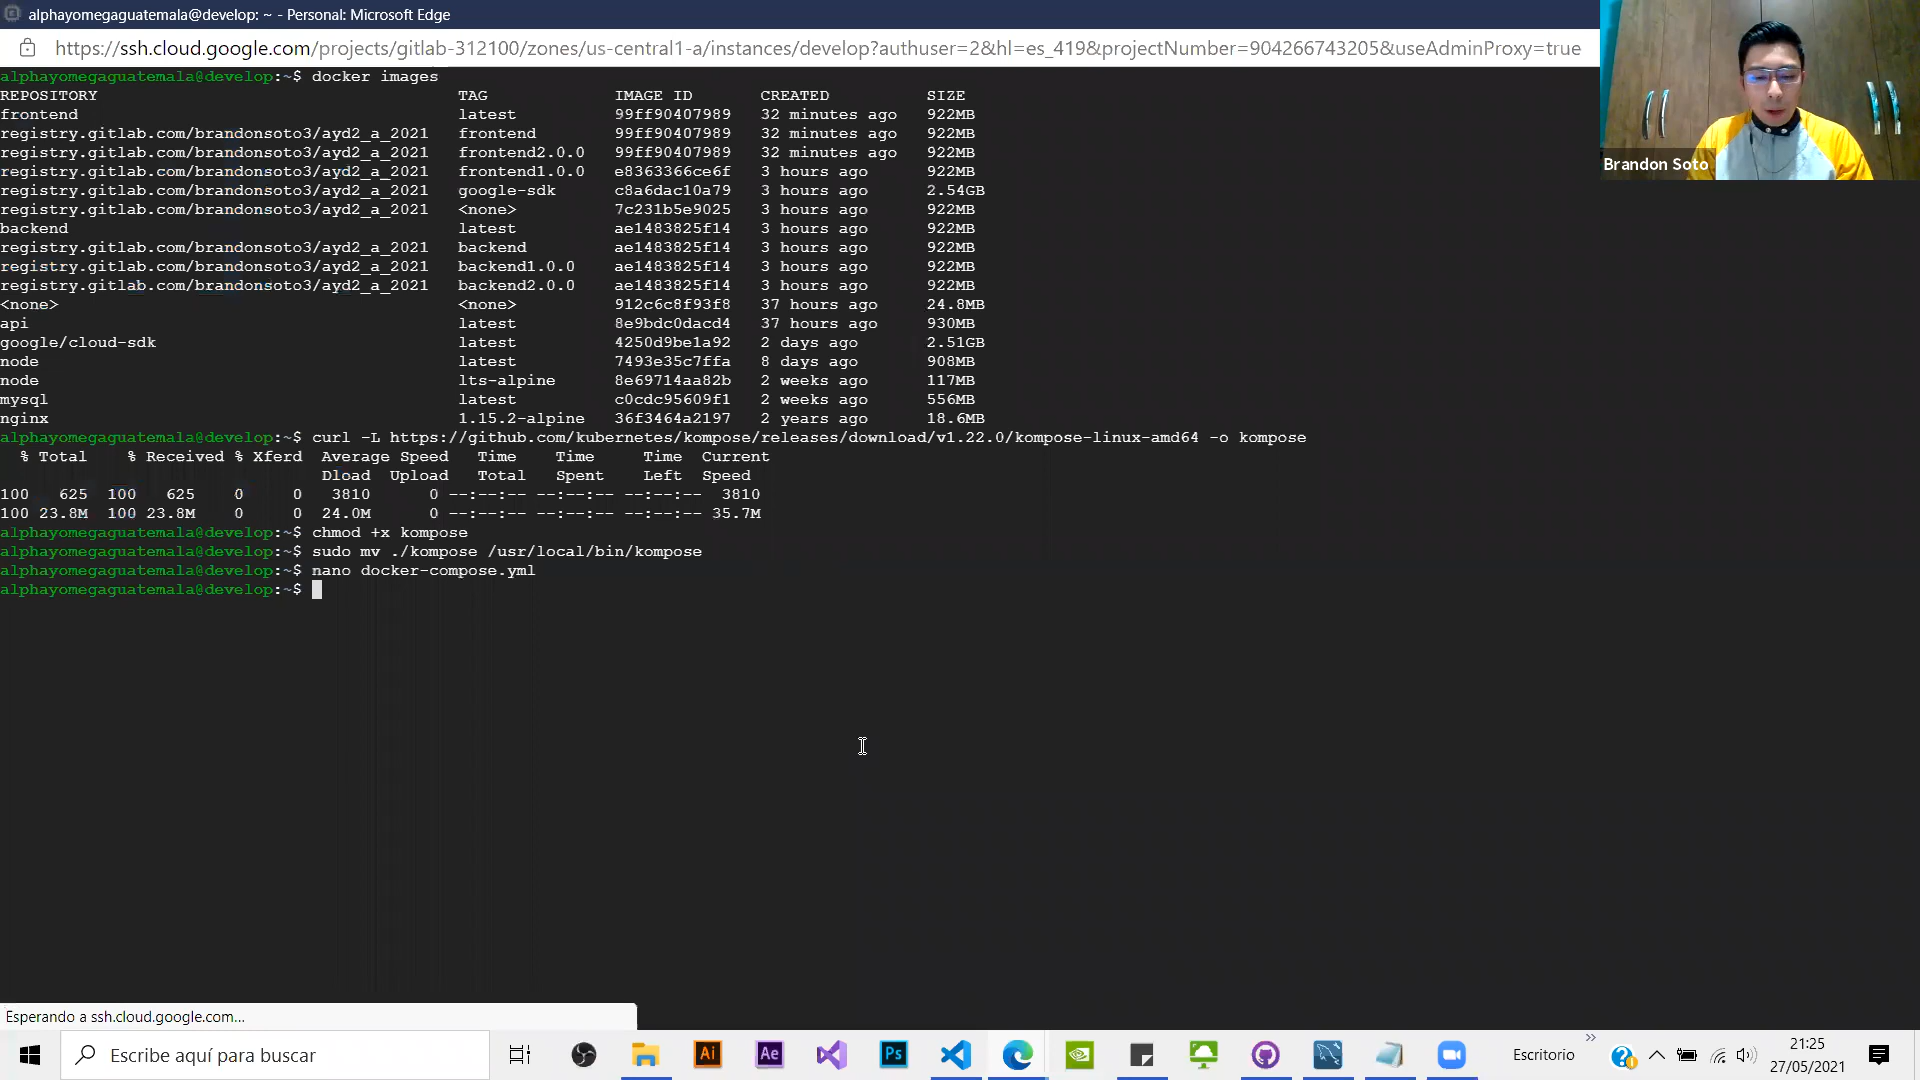 alphayomegaguatemala@develop: ~ - Personal: Microsoft Edge
https://ssh.cloud.google.com/projects/gitlab-312100/zones/us-central1-a/instances/develop?authuser=2&hl=es_419&projectNumber=904266743205&useAdminProxy=true
Brandon Soto
alphayomegaguatemala@develop:~$ docker images
REPOSITORY TAG IMAGE ID CREATED SIZE
frontend latest 99ff90407989 32 minutes ago 922MB
registry.gitlab.com/brandonsoto3/ayd2_a_2021 frontend 99ff90407989 32 minutes ago 922MB
registry.gitlab.com/brandonsoto3/ayd2_a_2021 frontend2.0.0 99ff90407989 32 minutes ago 922MB
registry.gitlab.com/brandonsoto3/ayd2_a_2021 frontend1.0.0 e8363366ce6f 3 hours ago 922MB
registry.gitlab.com/brandonsoto3/ayd2_a_2021 google-sdk c8a6dac10a79 3 hours ago 2.54GB
registry.gitlab.com/brandonsoto3/ayd2_a_2021 <none> 7c231b5e9025 3 hours ago 922MB
backend latest ae1483825f14 3 hours ago 922MB
registry.gitlab.com/brandonsoto3/ayd2_a_2021 backend ae1483825f14 3 hours ago 922MB
registry.gitlab.com/brandonsoto3/ayd2_a_2021 backend1.0.0 ae1483825f14 3 hours ago 922MB
registry.gitlab.com/brandonsoto3/ayd2_a_2021 backend2.0.0 ae1483825f14 3 hours ago 922MB
<none> <none> 912c6c8f93f8 37 hours ago 24.8MB
api latest 8e9bdc0dacd4 37 hours ago 930MB
google/cloud-sdk latest 4250d9be1a92 2 days ago 2.51GB
node latest 7493e35c7ffa 8 days ago 908MB
node lts-alpine 8e69714aa82b 2 weeks ago 117MB
mysql latest c0cdc95609f1 2 weeks ago 556MB
nginx 1.15.2-alpine 36f3464a2197 2 years ago 18.6MB
alphayomegaguatemala@develop:~$ curl -L https://github.com/kubernetes/kompose/releases/download/v1.22.0/kompose-linux-amd64 -o kompose
% Total % Received % Xferd Average Speed Time Time Time Current
Dload Upload Total Spent Left Speed
100 625 100 625 0 0 3810 0 --:--:-- --:--:-- --:--:-- 3810
100 23.8M 100 23.8M 0 0 24.0M 0 --:--:-- --:--:-- --:--:-- 35.7M
alphayomegaguatemala@develop:~$ chmod +x kompose
alphayomegaguatemala@develop:~$ sudo mv ./kompose /usr/local/bin/kompose
alphayomegaguatemala@develop:~$ nano docker-compose.yml
alphayomegaguatemala@develop:~$
Esperando a ssh.cloud.google.com...
Escribe aquí para buscar
Ai
Ae
Ps
Escritorio
»
21:25
27/05/2021